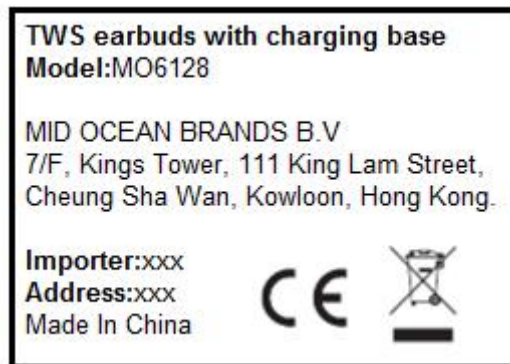 TWS earbuds with charging base
Model:MO6128
MID OCEAN BRANDS B.V
7/F, Kings Tower, 111 King Lam Street,
Cheung Sha Wan, Kowloon, Hong Kong.
Importer:xxx
Address:xxx
Made In China
CE